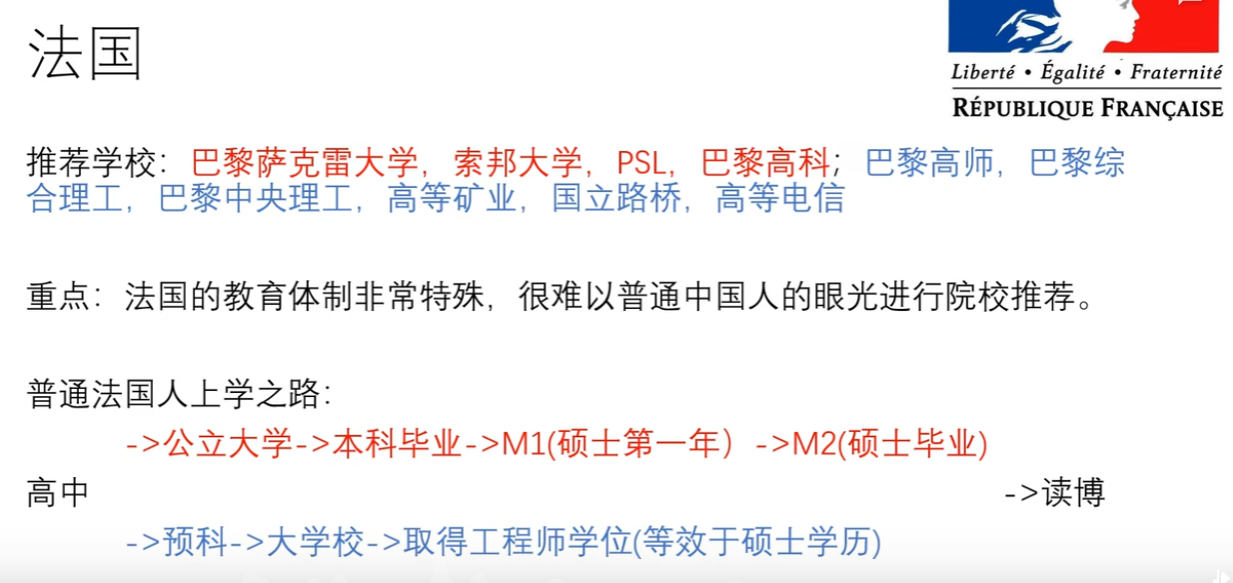 法国
Liberté • Égalité • Fraternité
RÉPUBLIQUE FRANÇAISE
推荐学校：巴黎萨克雷大学，索邦大学，PSL，巴黎高科；巴黎高师，巴黎综
合理工，巴黎中央理工，高等矿业，国立路桥，高等电信
重点：法国的教育体制非常特殊，很难以普通中国人的眼光进行院校推荐。
普通法国人上学之路：
->公立大学->本科毕业->M1(硕士第一年）->M2(硕士毕业)
高中 ->读博
->预科->大学校->取得工程师学位(等效于硕士学历)